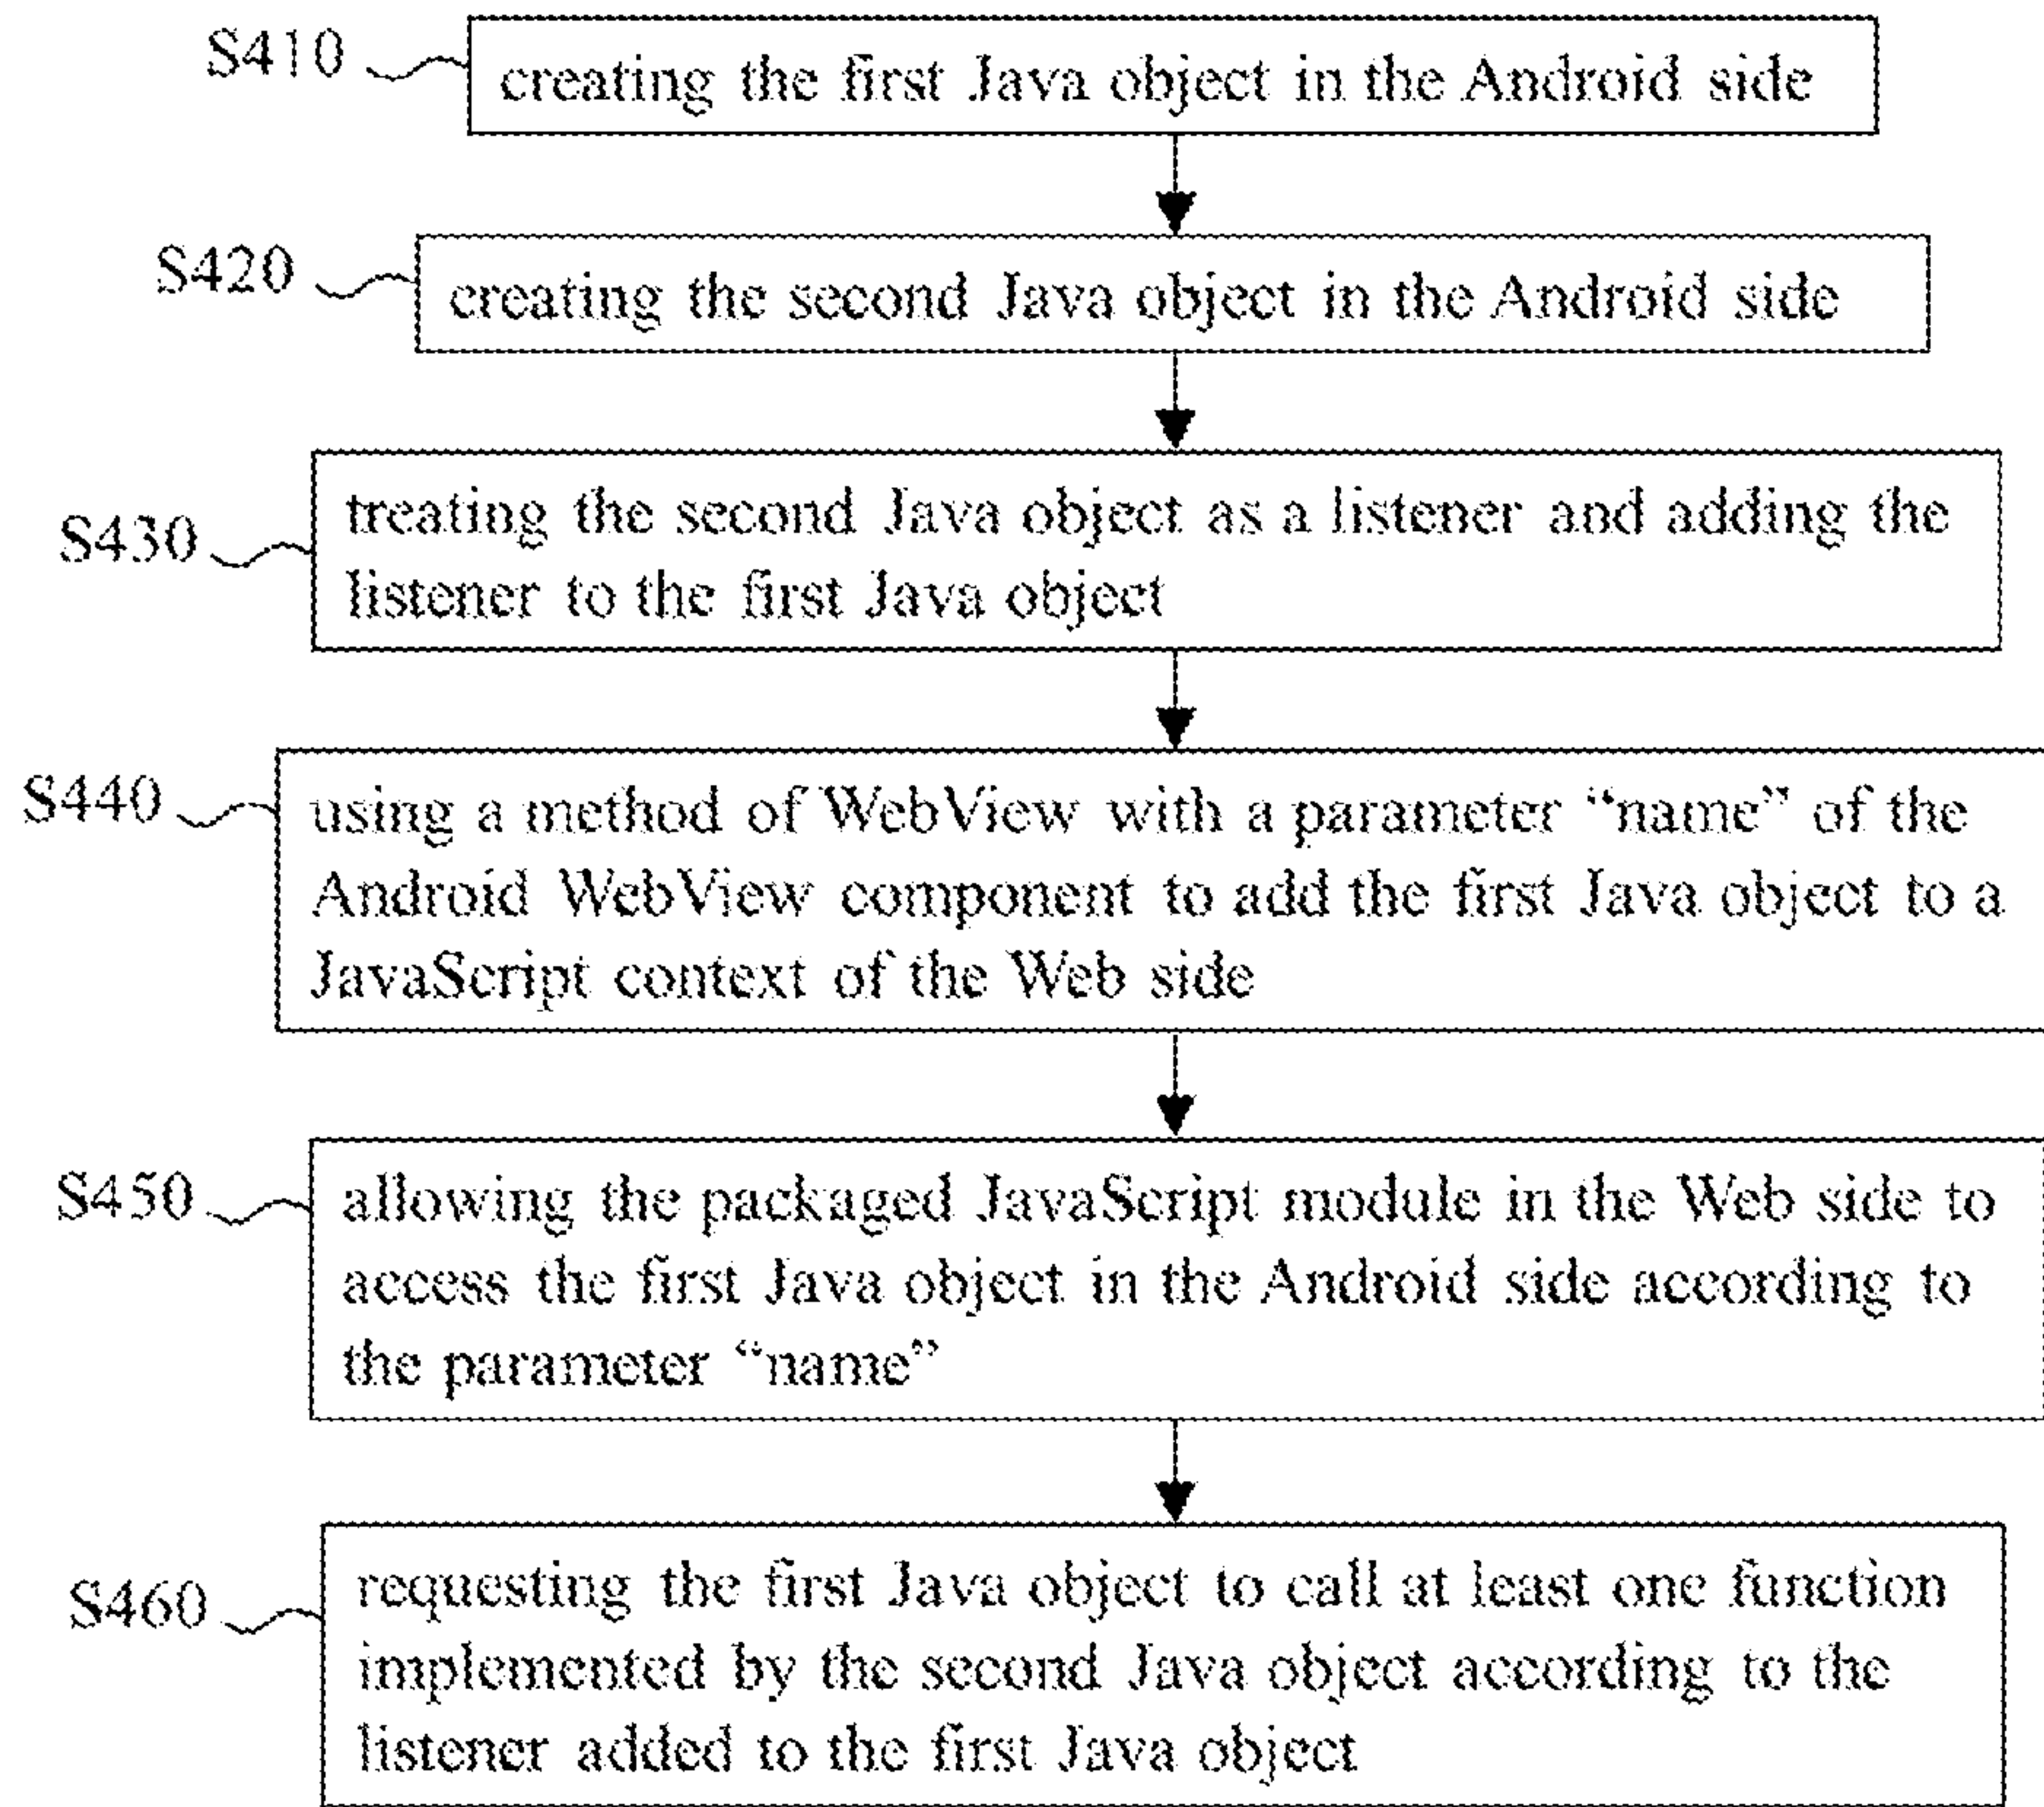 S410
creating the first Java object in the Android side
S420
creating the second Java object in the Android side
S430
treating the second Java object as a listener and adding the
listener to the first Java object
S440
using a method of WebView with a parameter “name” of the
Android WebView component to add the first Java object to a
JavaScript context of the Web side
S450
allowing the packaged JavaScript module in the Web side to
access the first Java object in the Android side according to
the parameter “name”
S460
requesting the first Java object to call at least one function
implemented by the second Java object according to the
listener added to the first Java object